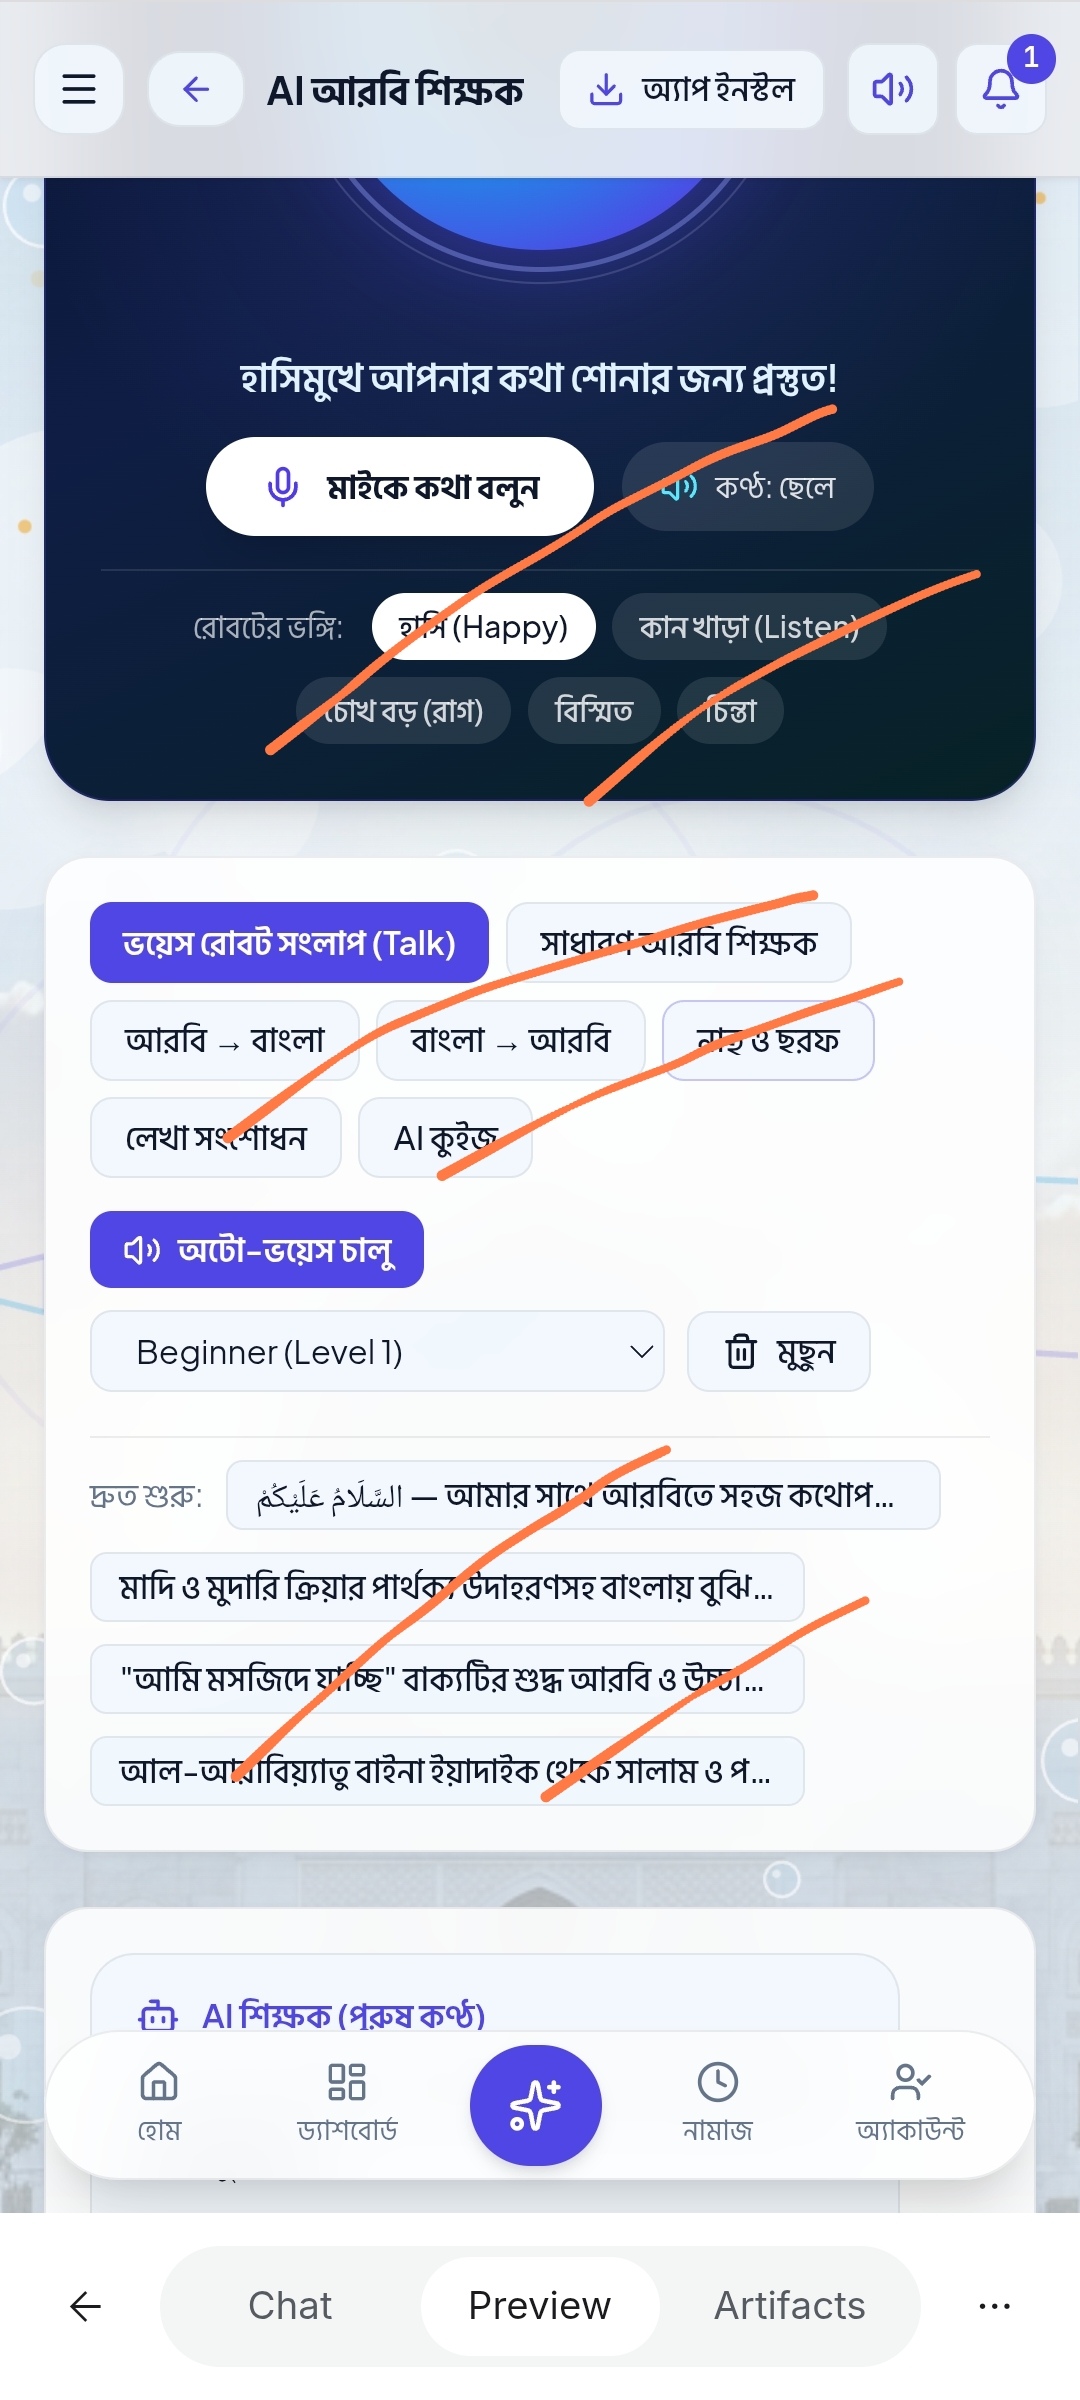 AI আরবি শিক্ষক
অ্যাপ ইনস্টল
1
হাসিমুখে আপনার কথা শোনার জন্য প্রস্তুত!
মাইকে কথা বলুন
কণ্ঠ: ছেলে
রোবটের ভঙ্গি:
হাসি (Happy)
কান খাড়া (Listen)
চোখ বড় (রাগ)
বিস্মিত
চিন্তা
ভয়েস রোবট সংলাপ (Talk)
সাধারণ আরবি শিক্ষক
আরবি → বাংলা
বাংলা → আরবি
নাহু ও ছরফ
লেখা সংশোধন
AI কুইজ
অটো-ভয়েস চালু
Beginner (Level 1)
মুছুন
দ্রুত শুরু:
السَّلَامُ عَلَيْكُمْ — আমার সাথে আরবিতে সহজ কথোপ...
মাদি ও মুদারি ক্রিয়ার পার্থক্য উদাহরণসহ বাংলায় বুঝি...
"আমি মসজিদে যাচ্ছি" বাক্যটির শুদ্ধ আরবি ও উচ্চা...
আল-আরাবিয়্যাতু বাইনা ইয়াদাইক থেকে সালাম ও প...
AI শিক্ষক (পুরুষ কণ্ঠ)
হোম
ড্যাশবোর্ড
নামাজ
অ্যাকাউন্ট
Chat
Preview
Artifacts